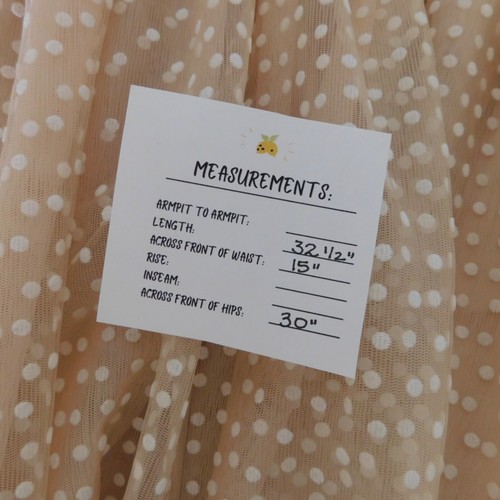 MEASUREMENTS:
ARMPIT TO ARMPIT:
LENGTH: 32 1/2"
ACROSS FRONT OF WAIST: 15"
RISE:
INSEAM:
ACROSS FRONT OF HIPS: 30"